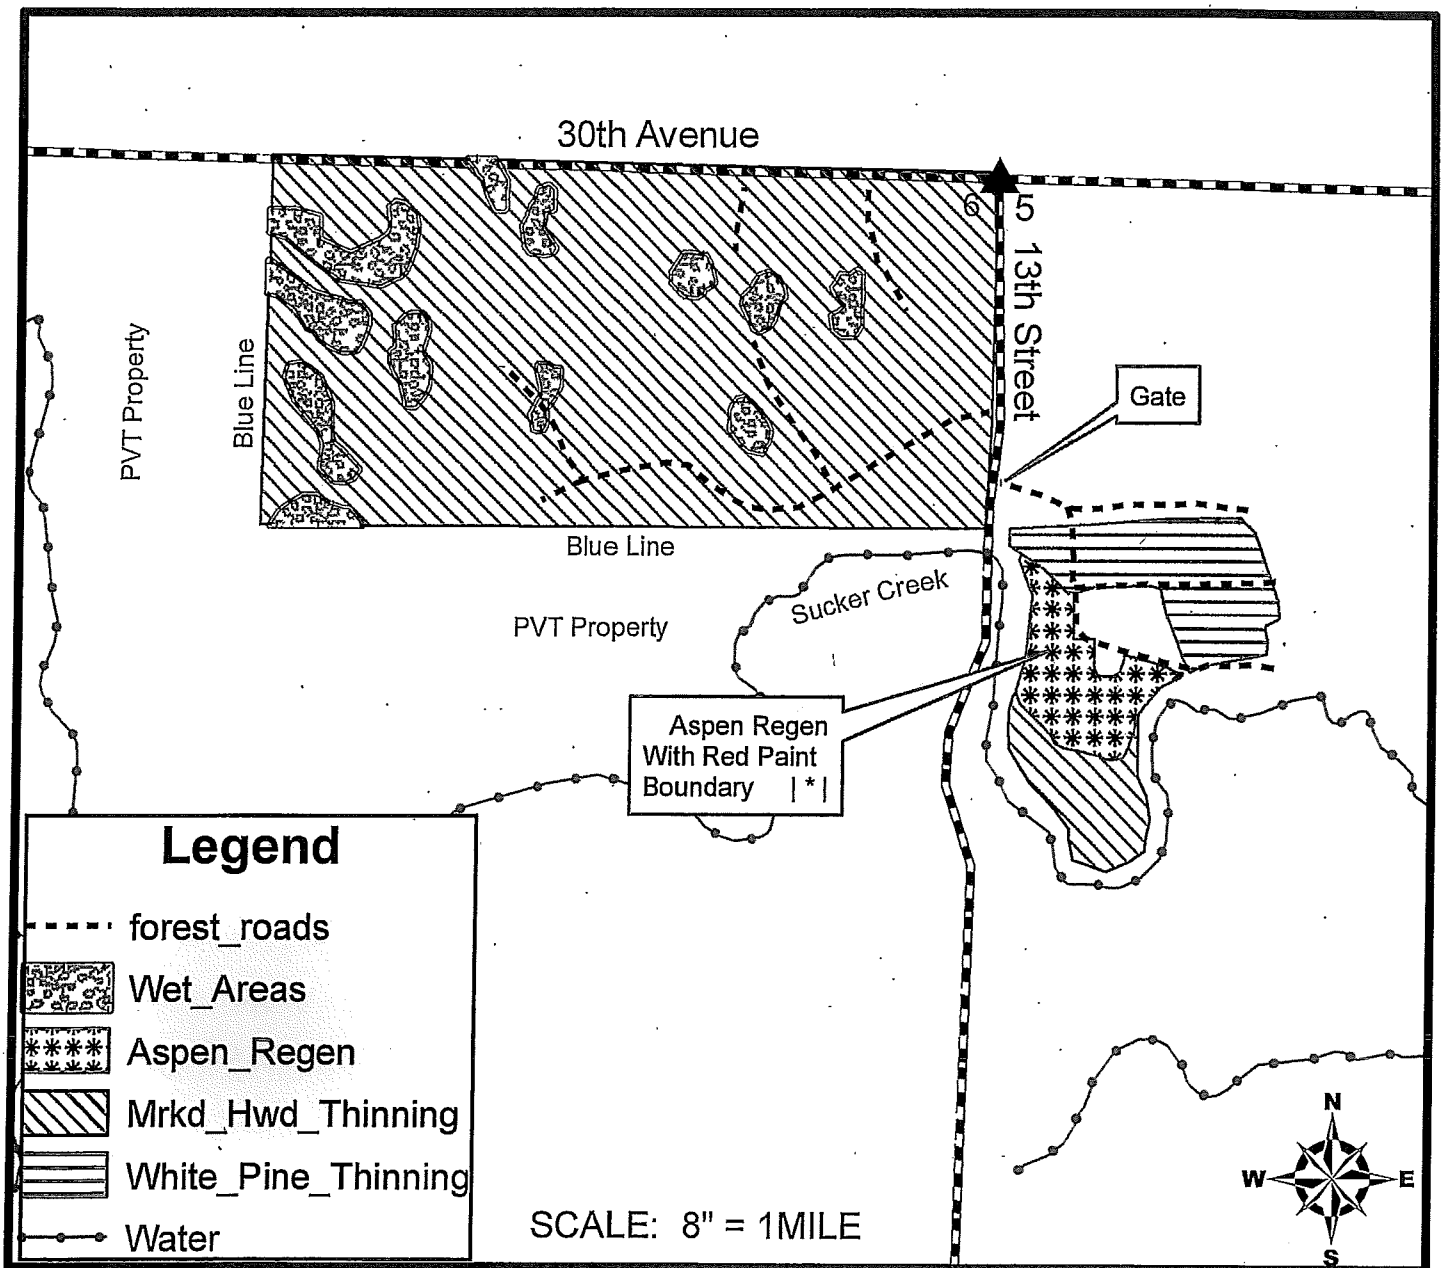 30th Avenue
6 5
13th Street
PVT Property
Blue Line
Gate
Blue Line
Sucker Creek
PVT Property
Aspen Regen
With Red Paint
Boundary |*|
Legend
forest_roads
Wet_Areas
Aspen_Regen
Mrkd_Hwd_Thinning
White_Pine_Thinning
Water
SCALE: 8" = 1MILE
N
W E
S